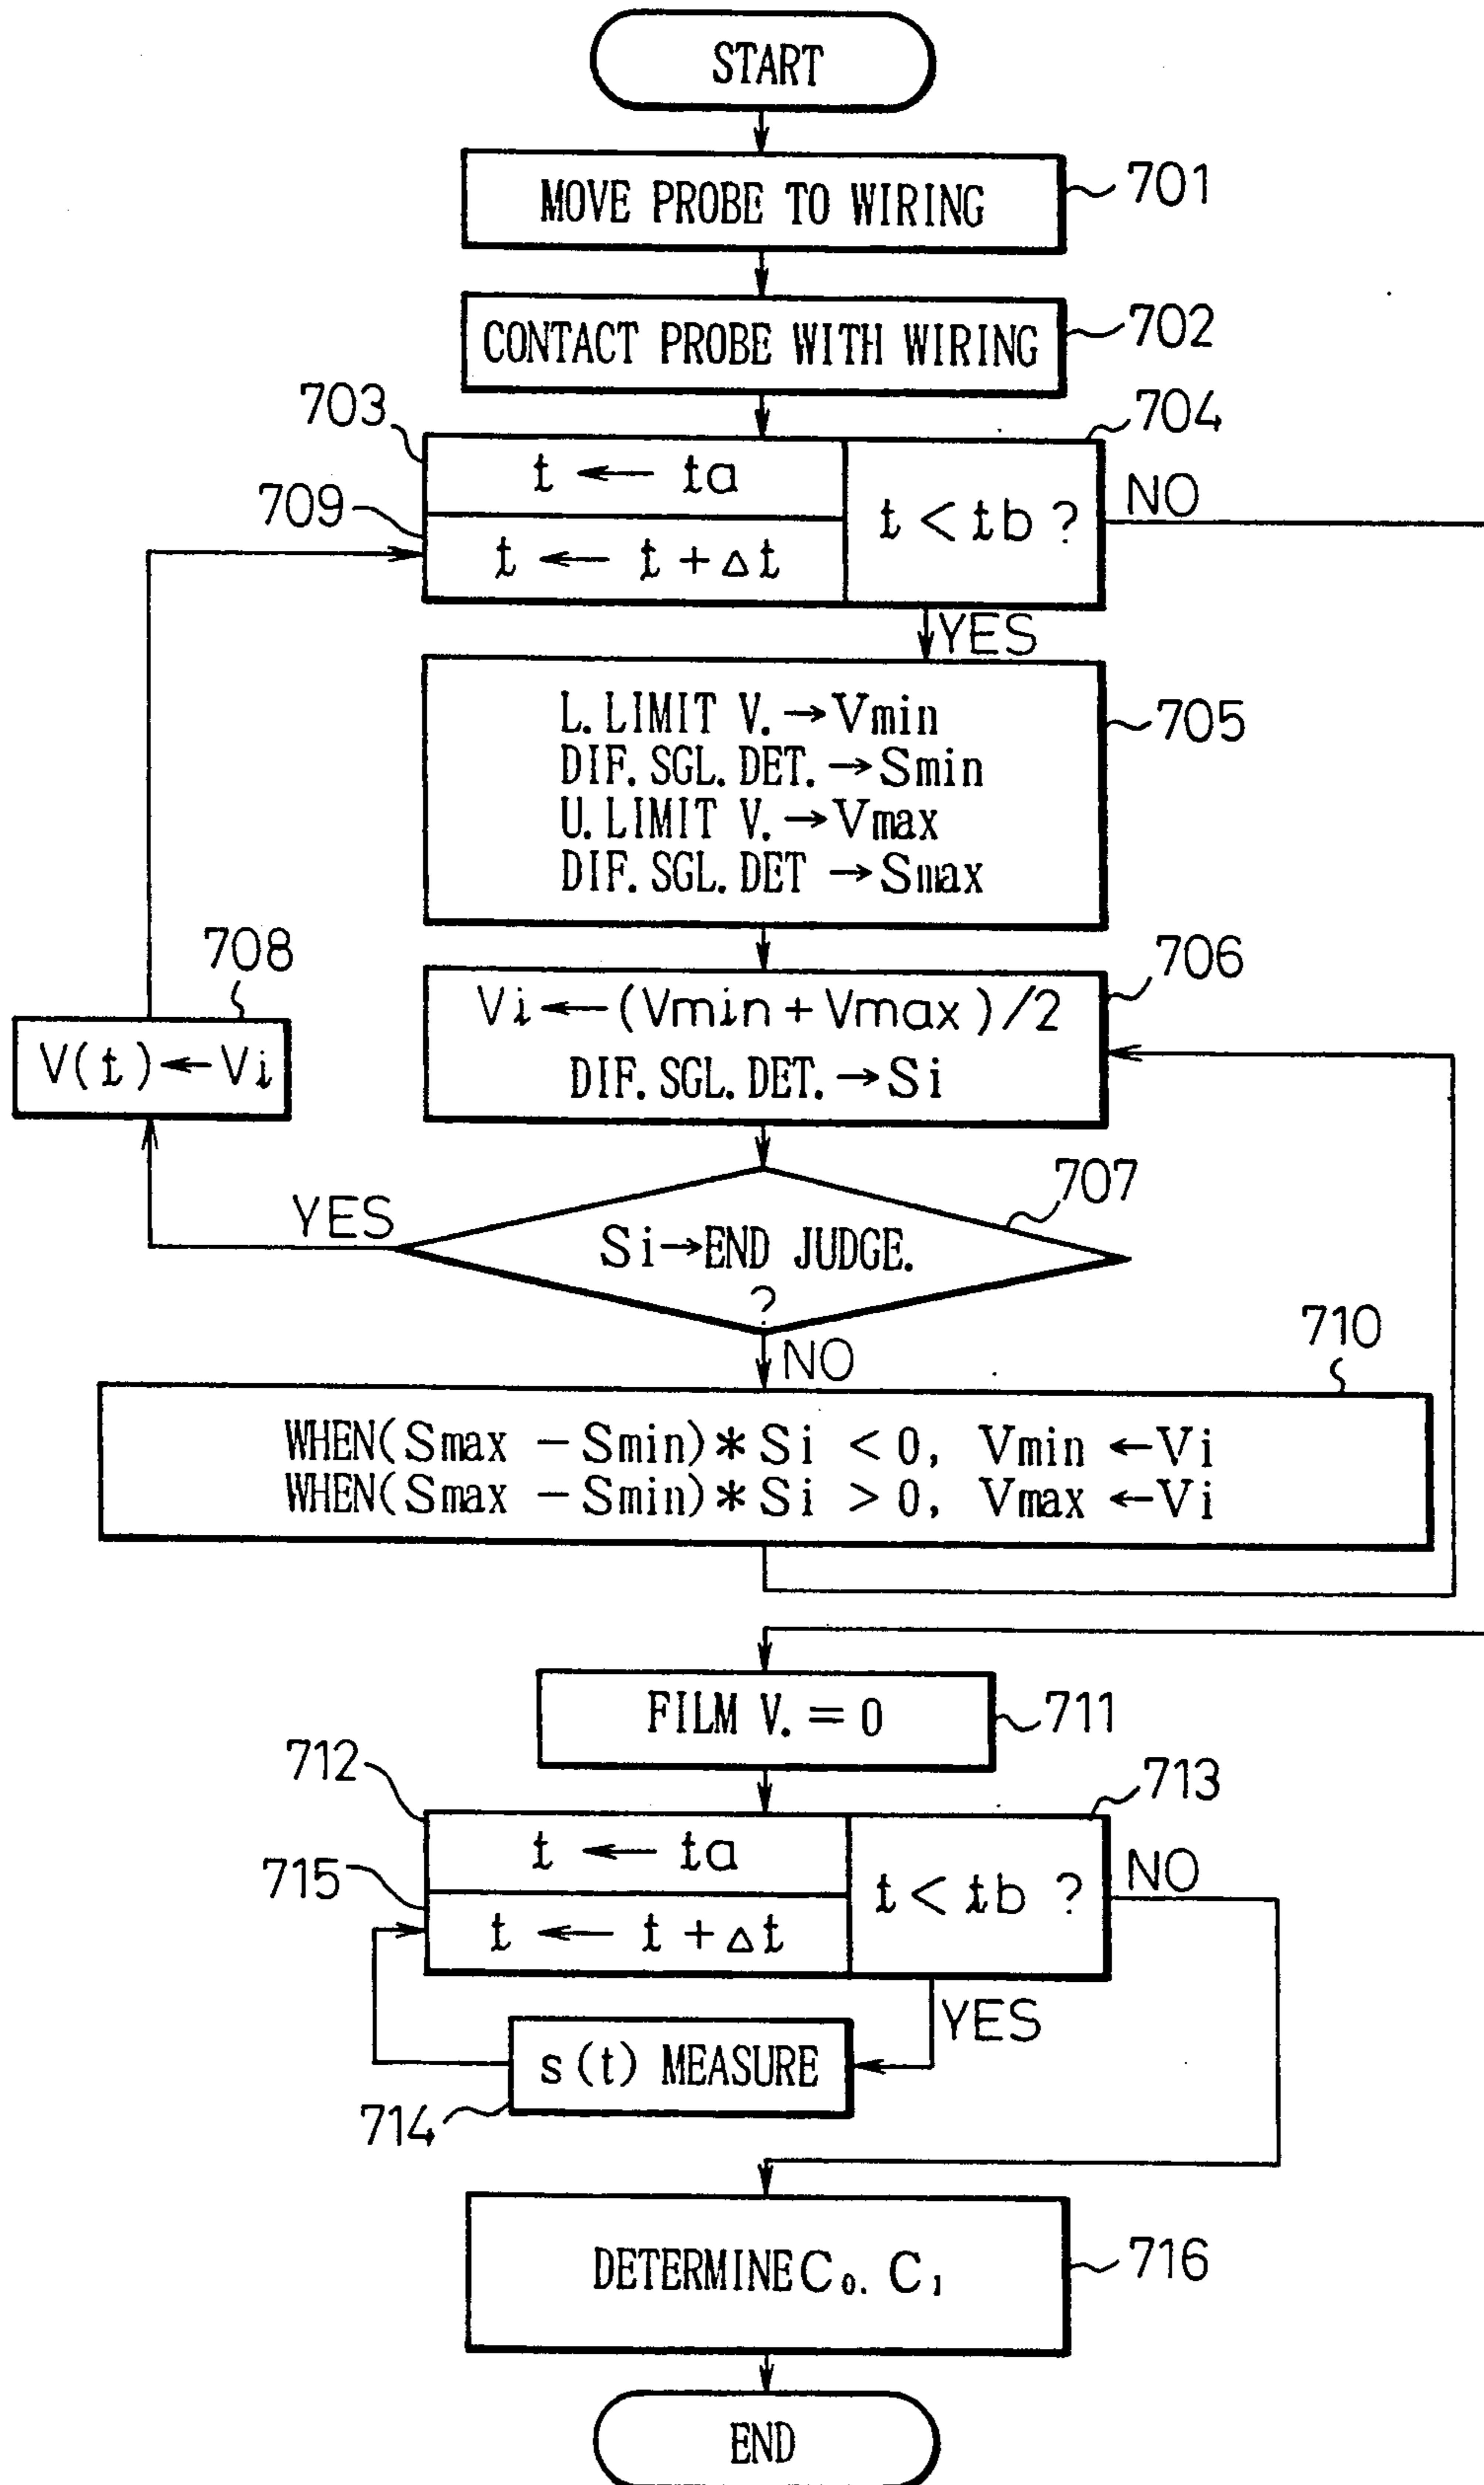 START
MOVE PROBE TO WIRING
701
CONTACT PROBE WITH WIRING
702
703
704
t ← ta
t < tb ?
NO
709
t ← t + Δt
YES
L. LIMIT V. → Vmin
DIF. SGL. DET. → Smin
U. LIMIT V. → Vmax
DIF. SGL. DET → Smax
705
706
Vi ← (Vmin + Vmax) / 2
DIF. SGL. DET. → Si
708
V(t) ← Vi
707
YES
Si → END JUDGE.
?
NO
710
WHEN (Smax - Smin) * Si < 0, Vmin ← Vi
WHEN (Smax - Smin) * Si > 0, Vmax ← Vi
FILM V. = 0
711
712
713
t ← ta
t < tb ?
NO
715
t ← t + Δt
YES
s(t) MEASURE
714
DETERMINE C₀. C₁
716
END